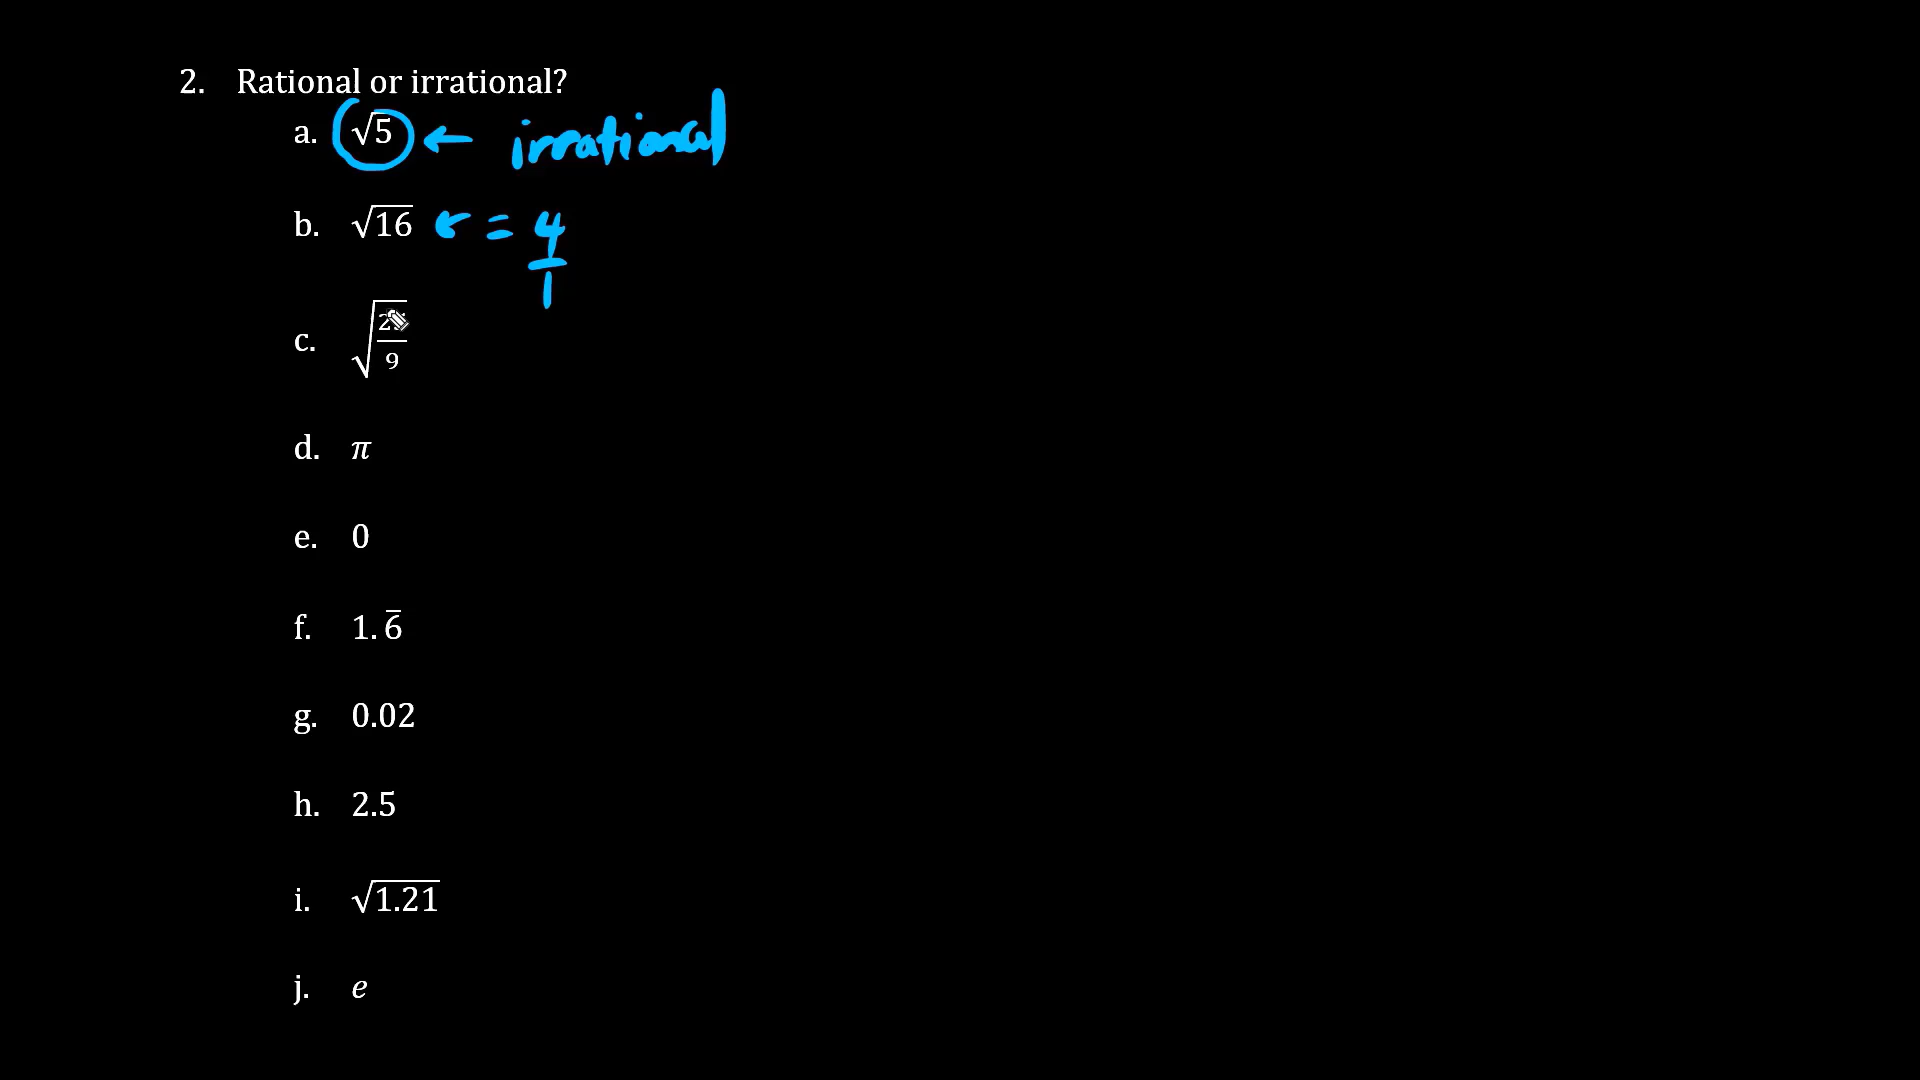 2. Rational or irrational?
a. √5 ← irrational
b. √16 ← = 4/1
c. √(2 /9)
d. π
e. 0
f. 1.6̅
g. 0.02
h. 2.5
i. √1.21
j. e